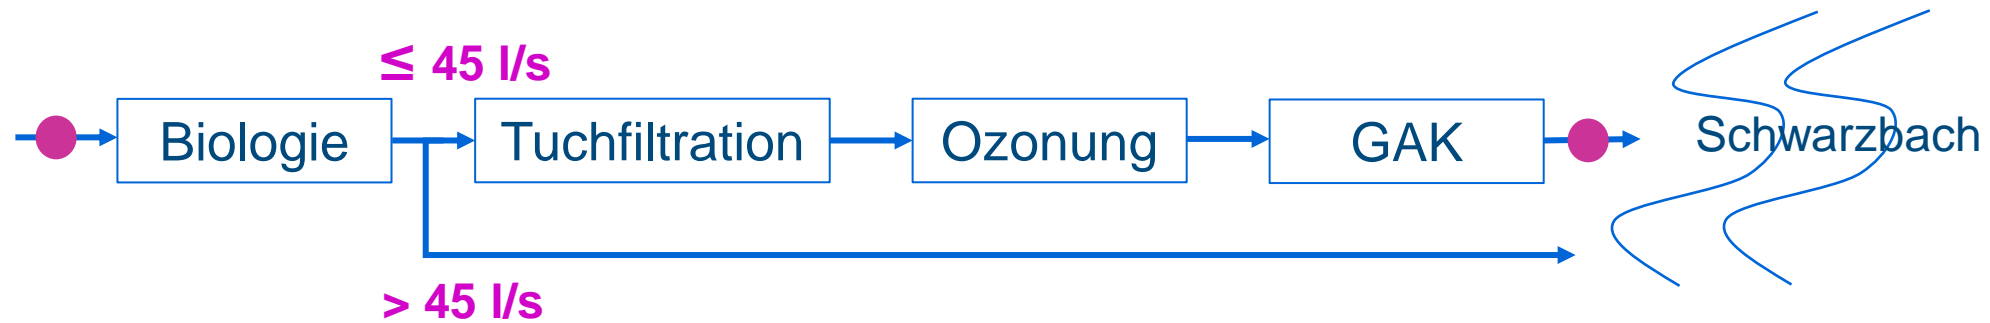 ≤ 45 l/s
Biologie
Tuchfiltration
Ozonung
GAK
Schwarzbach
> 45 l/s